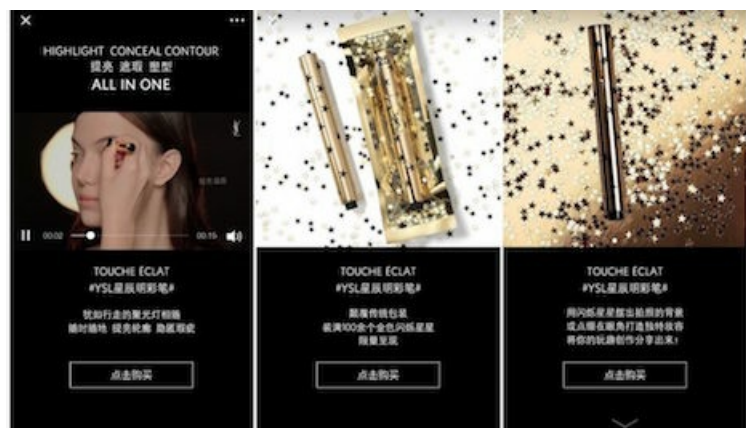 HIGHLIGHT CONCEAL CONTOUR
提亮 遮瑕 塑型
ALL IN ONE
00:02
00:15
TOUCHE ÉCLAT
#YSL星辰明彩笔#
犹如行走的聚光灯相随
随时随地 提亮轮廓 隐匿瑕疵
点击购买
TOUCHE ÉCLAT
#YSL星辰明彩笔#
颠覆传统包装
装满100余个金色闪烁星星
限量呈现
点击购买
TOUCHE ÉCLAT
#YSL星辰明彩笔#
用闪烁星星摆出拍照的背景
或点缀在眼角打造独特妆容
将你的玩趣创作分享出来!
点击购买